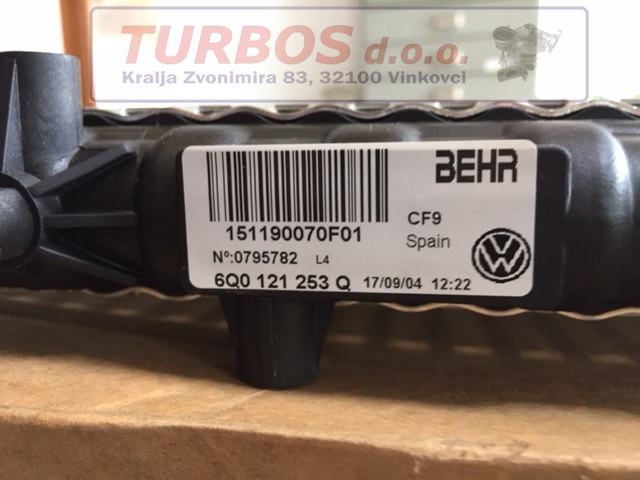 TURBOS d.o.o.
Kralja Zvonimira 83, 32100 Vinkovci
BEHR
151190070F01
CF9
Spain
Nº:0795782 L4
6Q0 121 253 Q 17/09/04 12:22
VW